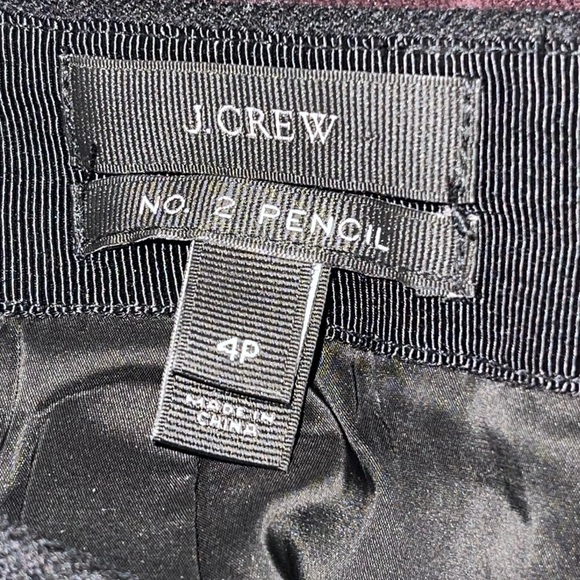 J.CREW
NO. 2 PENCIL
4P
MADE IN
CHINA